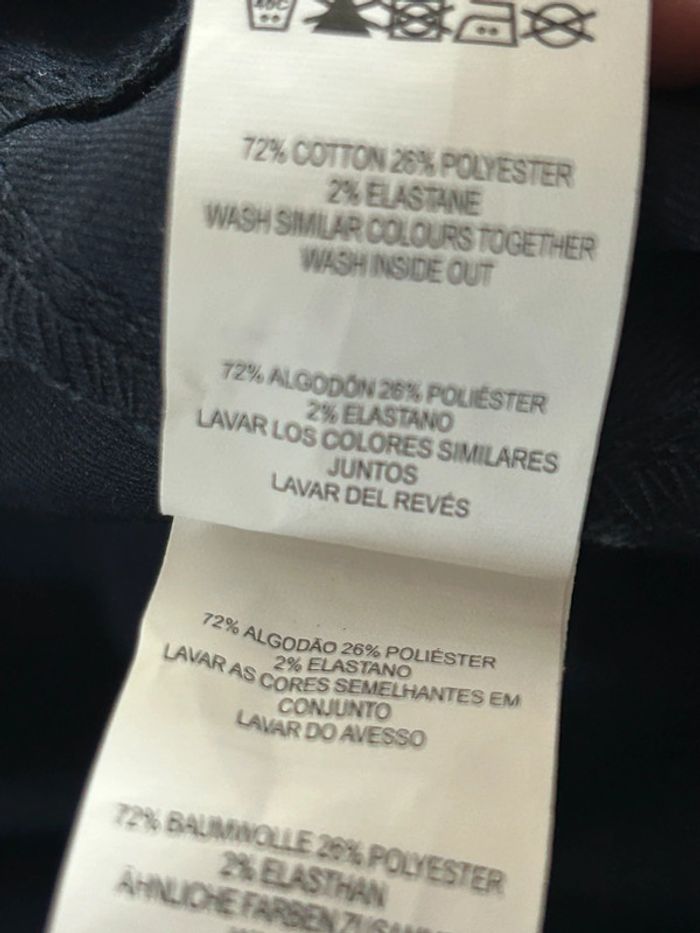 40C
72% COTTON 26% POLYESTER
2% ELASTANE
WASH SIMILAR COLOURS TOGETHER
WASH INSIDE OUT
72% ALGODÓN 26% POLIÉSTER
2% ELASTANO
LAVAR LOS COLORES SIMILARES
JUNTOS
LAVAR DEL REVÉS
72% ALGODÃO 26% POLIÉSTER
2% ELASTANO
LAVAR AS CORES SEMELHANTES EM
CONJUNTO
LAVAR DO AVESSO
72% BAUMWOLLE 26% POLYESTER
2% ELASTHAN
ÄHNLICHE FARBEN